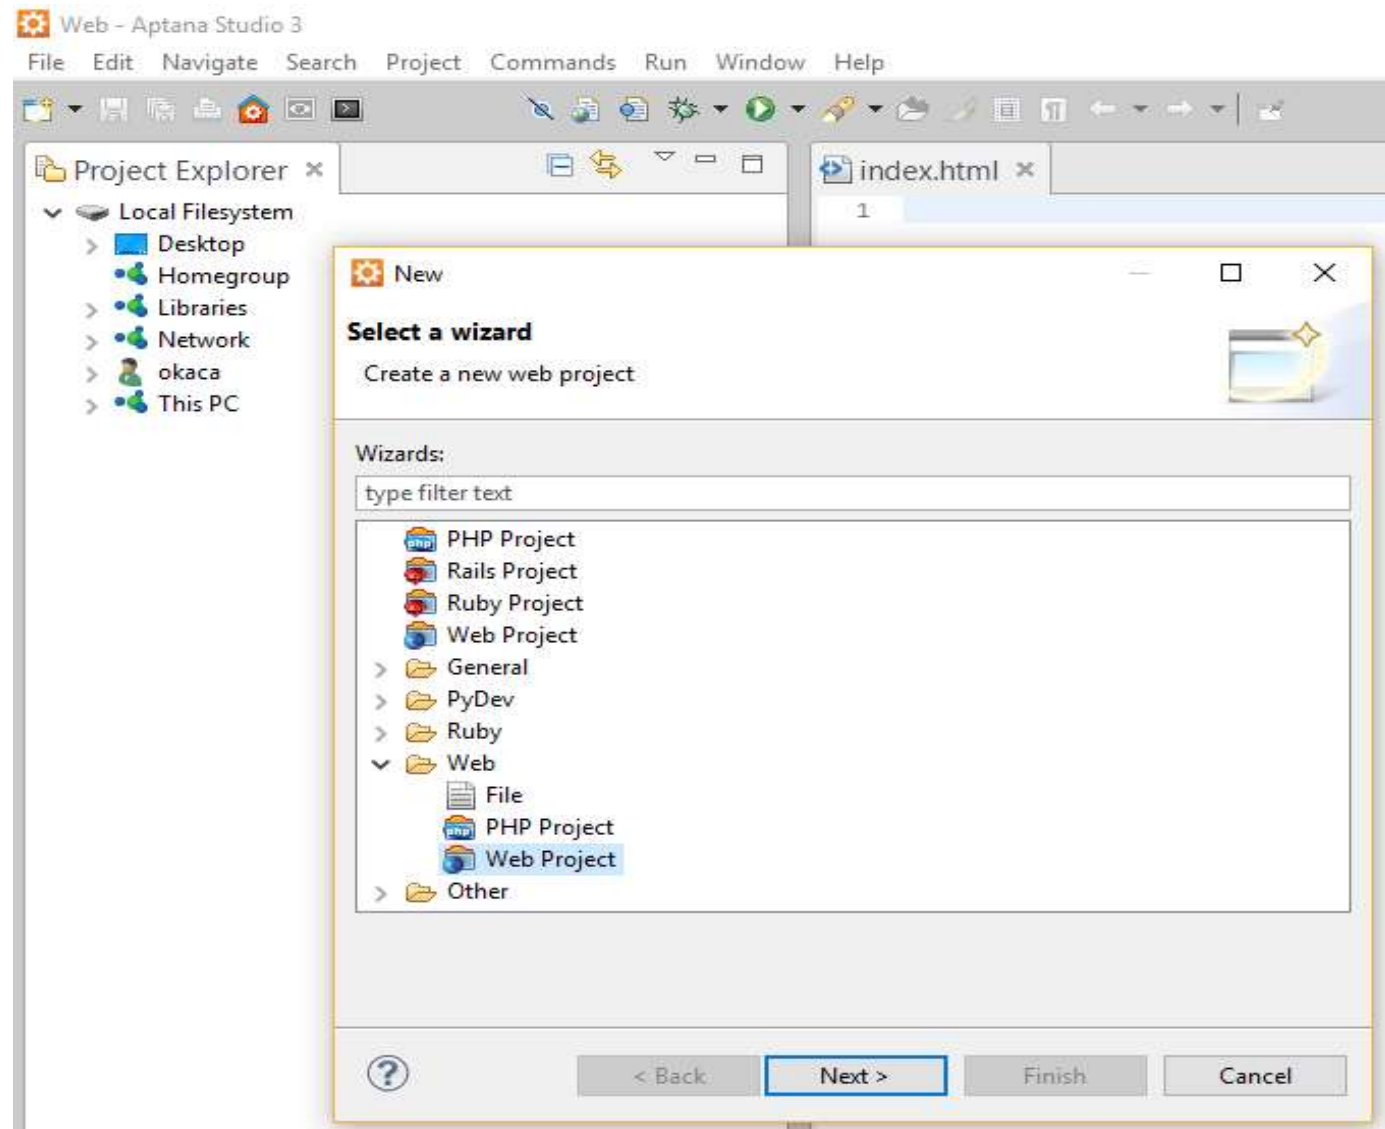 Web - Aptana Studio 3
File Edit Navigate Search Project Commands Run Window Help
Project Explorer
index.html
1
Local Filesystem
Desktop
Homegroup
Libraries
Network
okaca
This PC
New
Select a wizard
Create a new web project
Wizards:
type filter text
PHP Project
Rails Project
Ruby Project
Web Project
General
PyDev
Ruby
Web
File
PHP Project
Web Project
Other
< Back Next > Finish Cancel